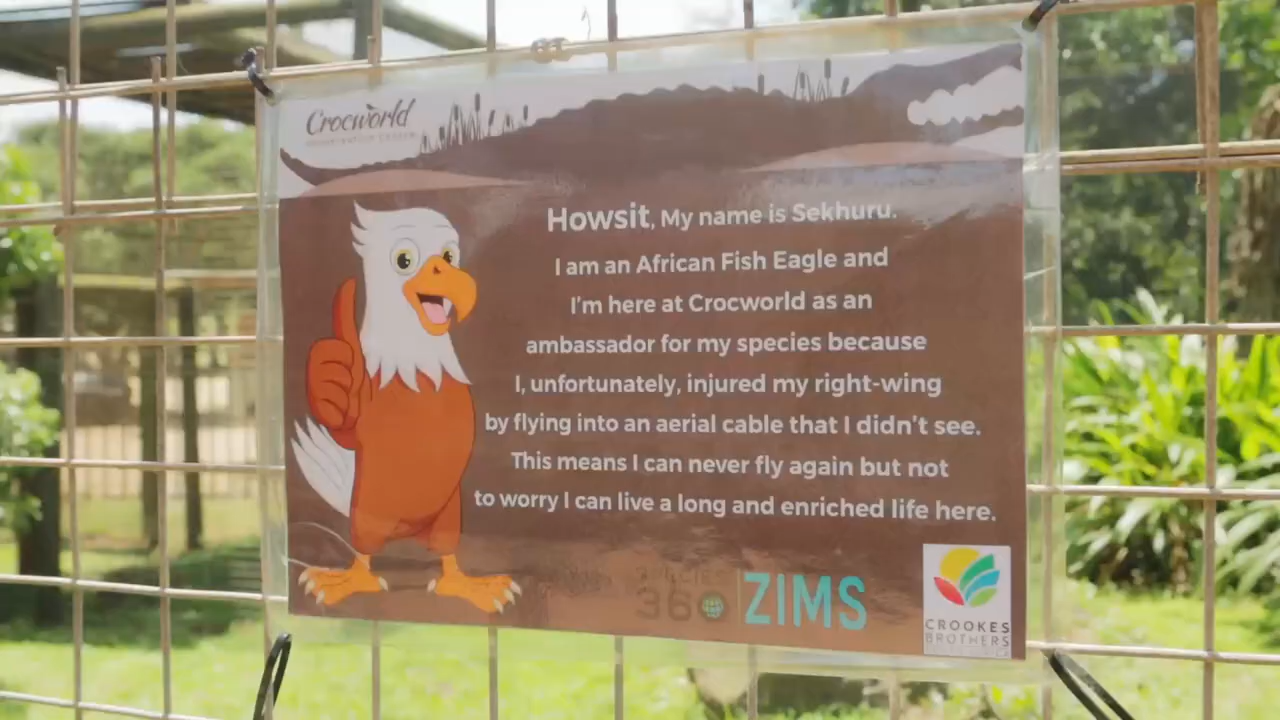 Crocworld
CONSERVATION CENTRE
Howsit, My name is Sekhuru.
I am an African Fish Eagle and
I'm here at Crocworld as an
ambassador for my species because
I, unfortunately, injured my right-wing
by flying into an aerial cable that I didn't see.
This means I can never fly again but not
to worry I can live a long and enriched life here.
SPECIES
360
ZIMS
CROOKES
BROTHERS